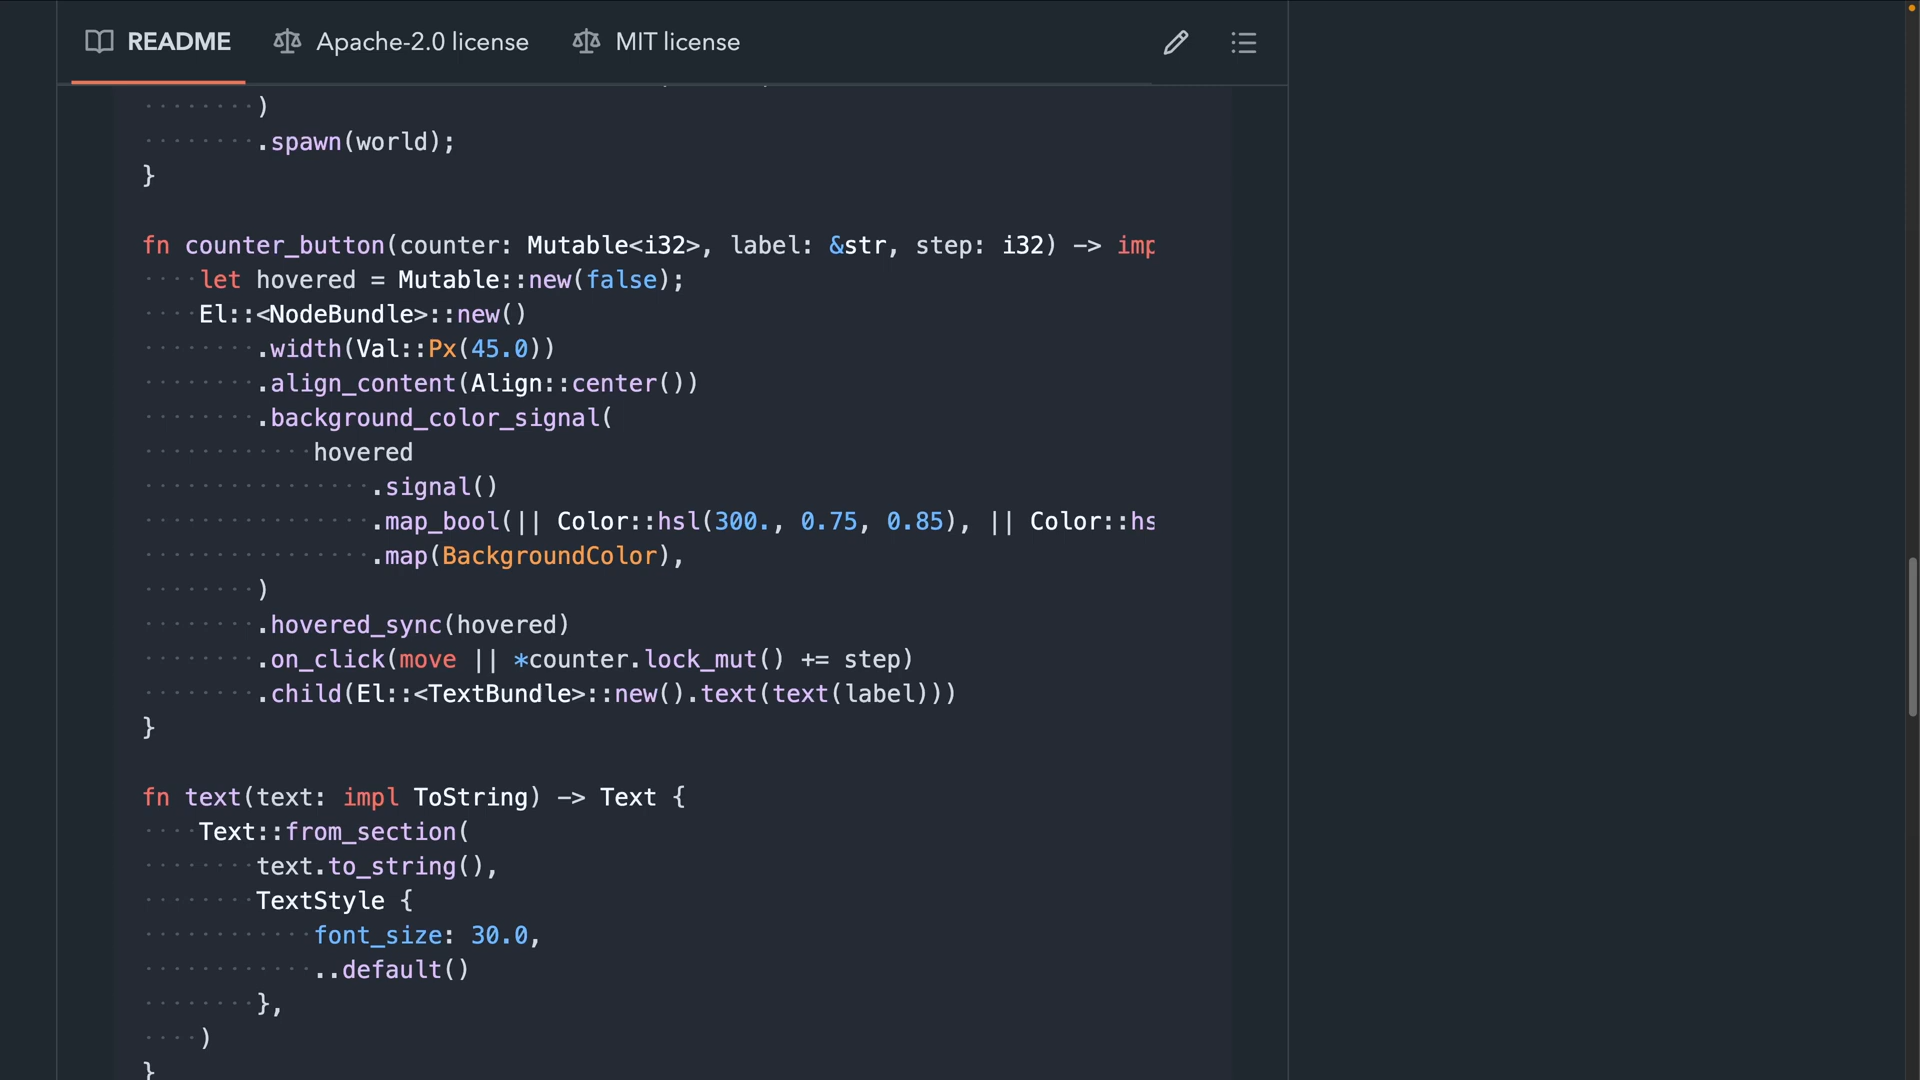 README Apache-2.0 license MIT license
)
.spawn(world);
}
fn counter_button(counter: Mutable<i32>, label: &str, step: i32) -> imp
let hovered = Mutable::new(false);
El::<NodeBundle>::new()
.width(Val::Px(45.0))
.align_content(Align::center())
.background_color_signal(
hovered
.signal()
.map_bool(|| Color::hsl(300., 0.75, 0.85), || Color::hs
.map(BackgroundColor),
)
.hovered_sync(hovered)
.on_click(move || *counter.lock_mut() += step)
.child(El::<TextBundle>::new().text(text(label)))
}
fn text(text: impl ToString) -> Text {
Text::from_section(
text.to_string(),
TextStyle {
font_size: 30.0,
..default()
},
)
}